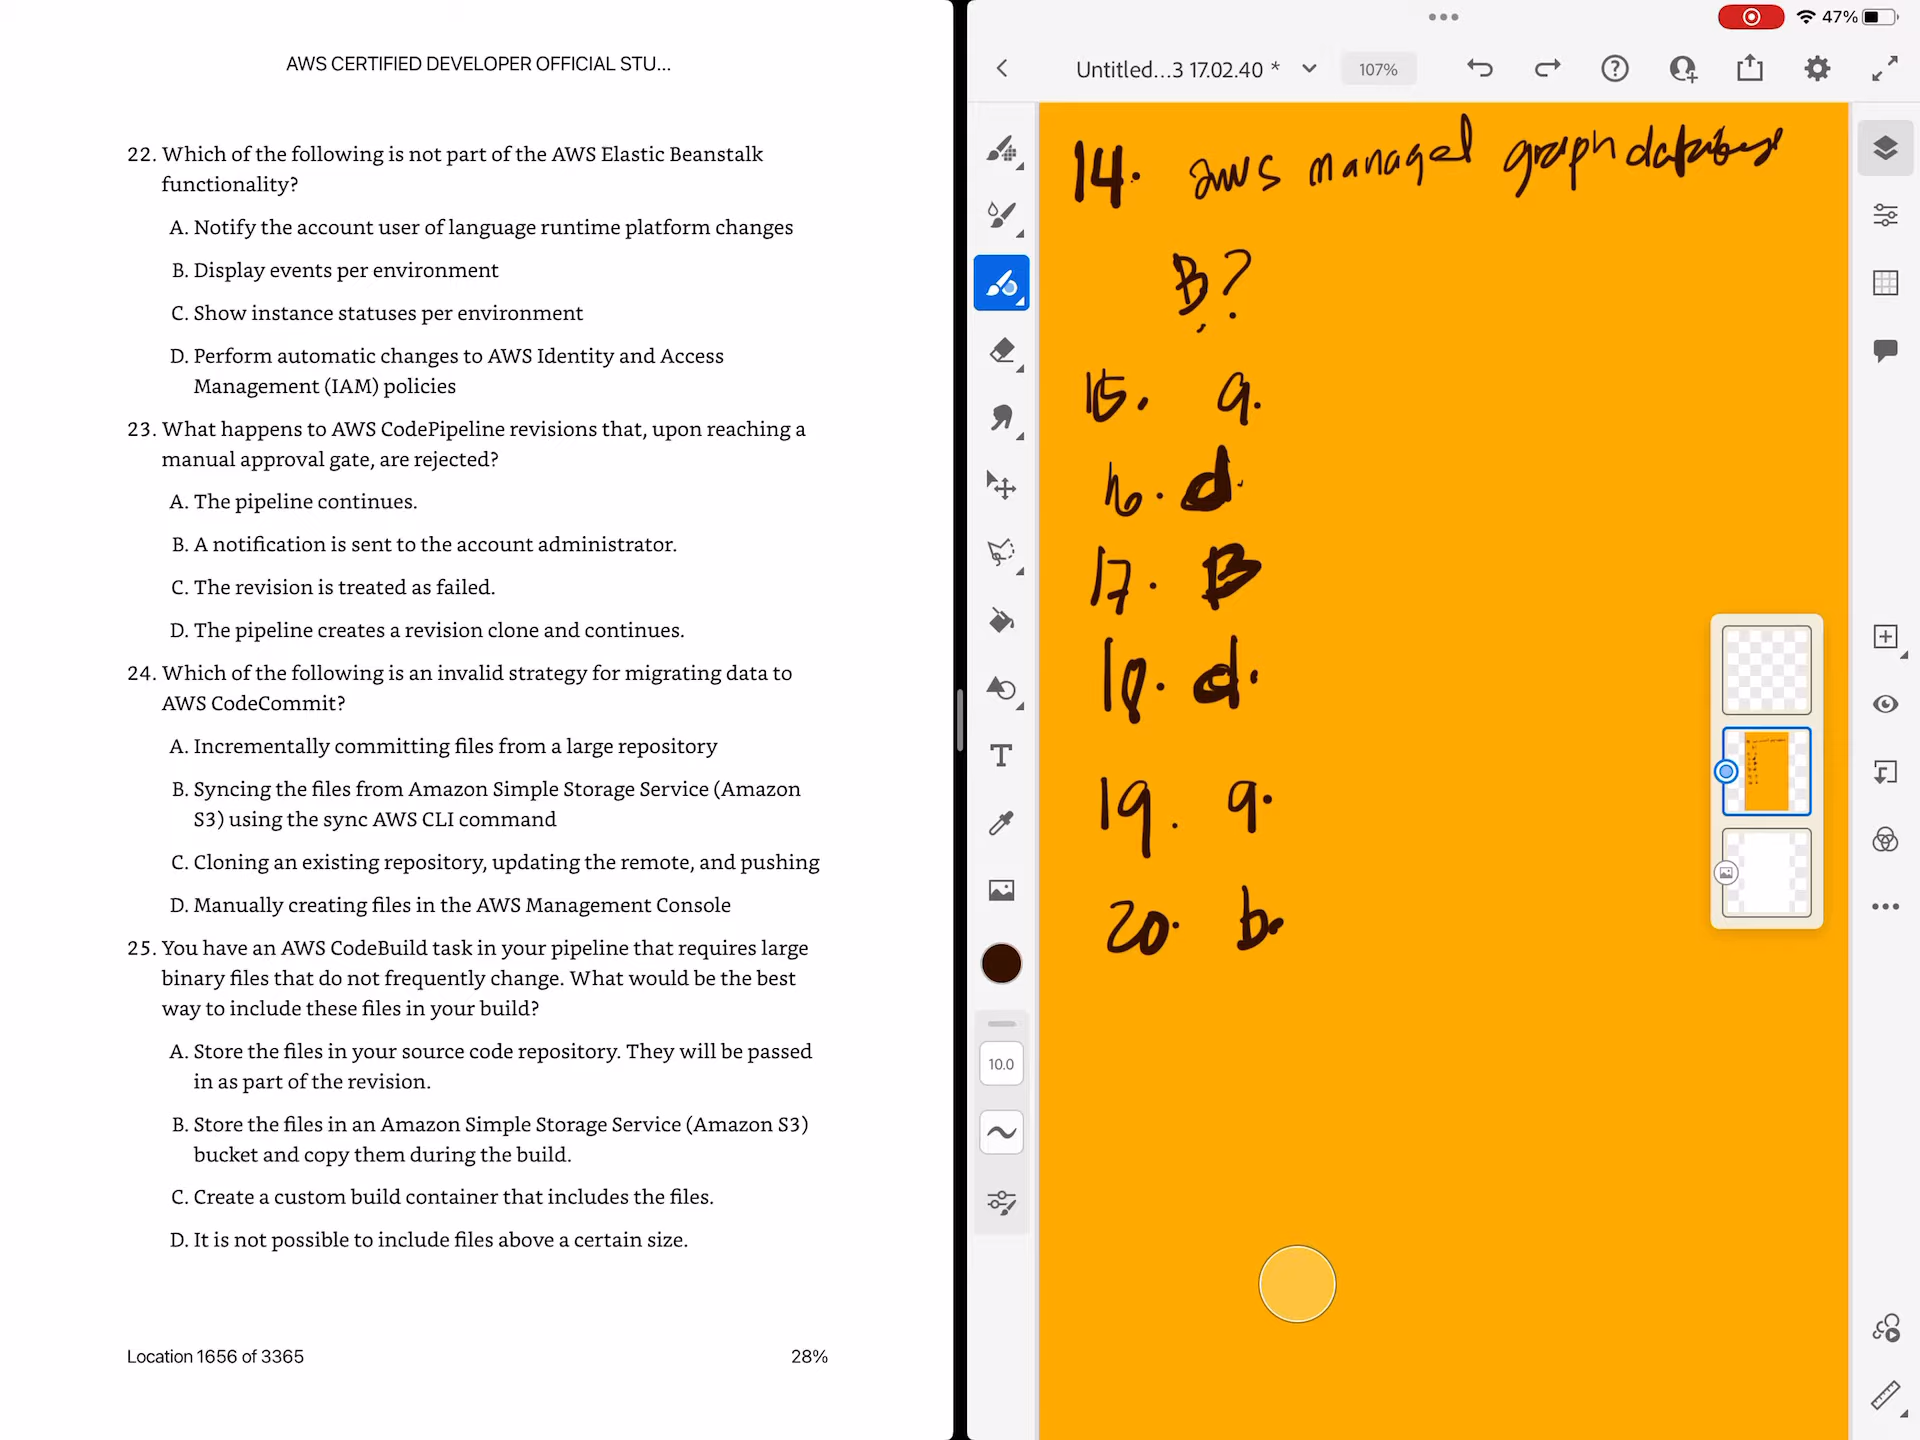 AWS CERTIFIED DEVELOPER OFFICIAL STU...
22. Which of the following is not part of the AWS Elastic Beanstalk
functionality?
A. Notify the account user of language runtime platform changes
B. Display events per environment
C. Show instance statuses per environment
D. Perform automatic changes to AWS Identity and Access
Management (IAM) policies
23. What happens to AWS CodePipeline revisions that, upon reaching a
manual approval gate, are rejected?
A. The pipeline continues.
B. A notification is sent to the account administrator.
C. The revision is treated as failed.
D. The pipeline creates a revision clone and continues.
24. Which of the following is an invalid strategy for migrating data to
AWS CodeCommit?
A. Incrementally committing files from a large repository
B. Syncing the files from Amazon Simple Storage Service (Amazon
S3) using the sync AWS CLI command
C. Cloning an existing repository, updating the remote, and pushing
D. Manually creating files in the AWS Management Console
25. You have an AWS CodeBuild task in your pipeline that requires large
binary files that do not frequently change. What would be the best
way to include these files in your build?
A. Store the files in your source code repository. They will be passed
in as part of the revision.
B. Store the files in an Amazon Simple Storage Service (Amazon S3)
bucket and copy them during the build.
C. Create a custom build container that includes the files.
D. It is not possible to include files above a certain size.
Location 1656 of 3365
28%
47%
Untitled...3 17.02.40 *
107%
14. aws managed graph database
B?
15. a.
16. d.
17. B
18. d.
19. a.
20. b.
10.0